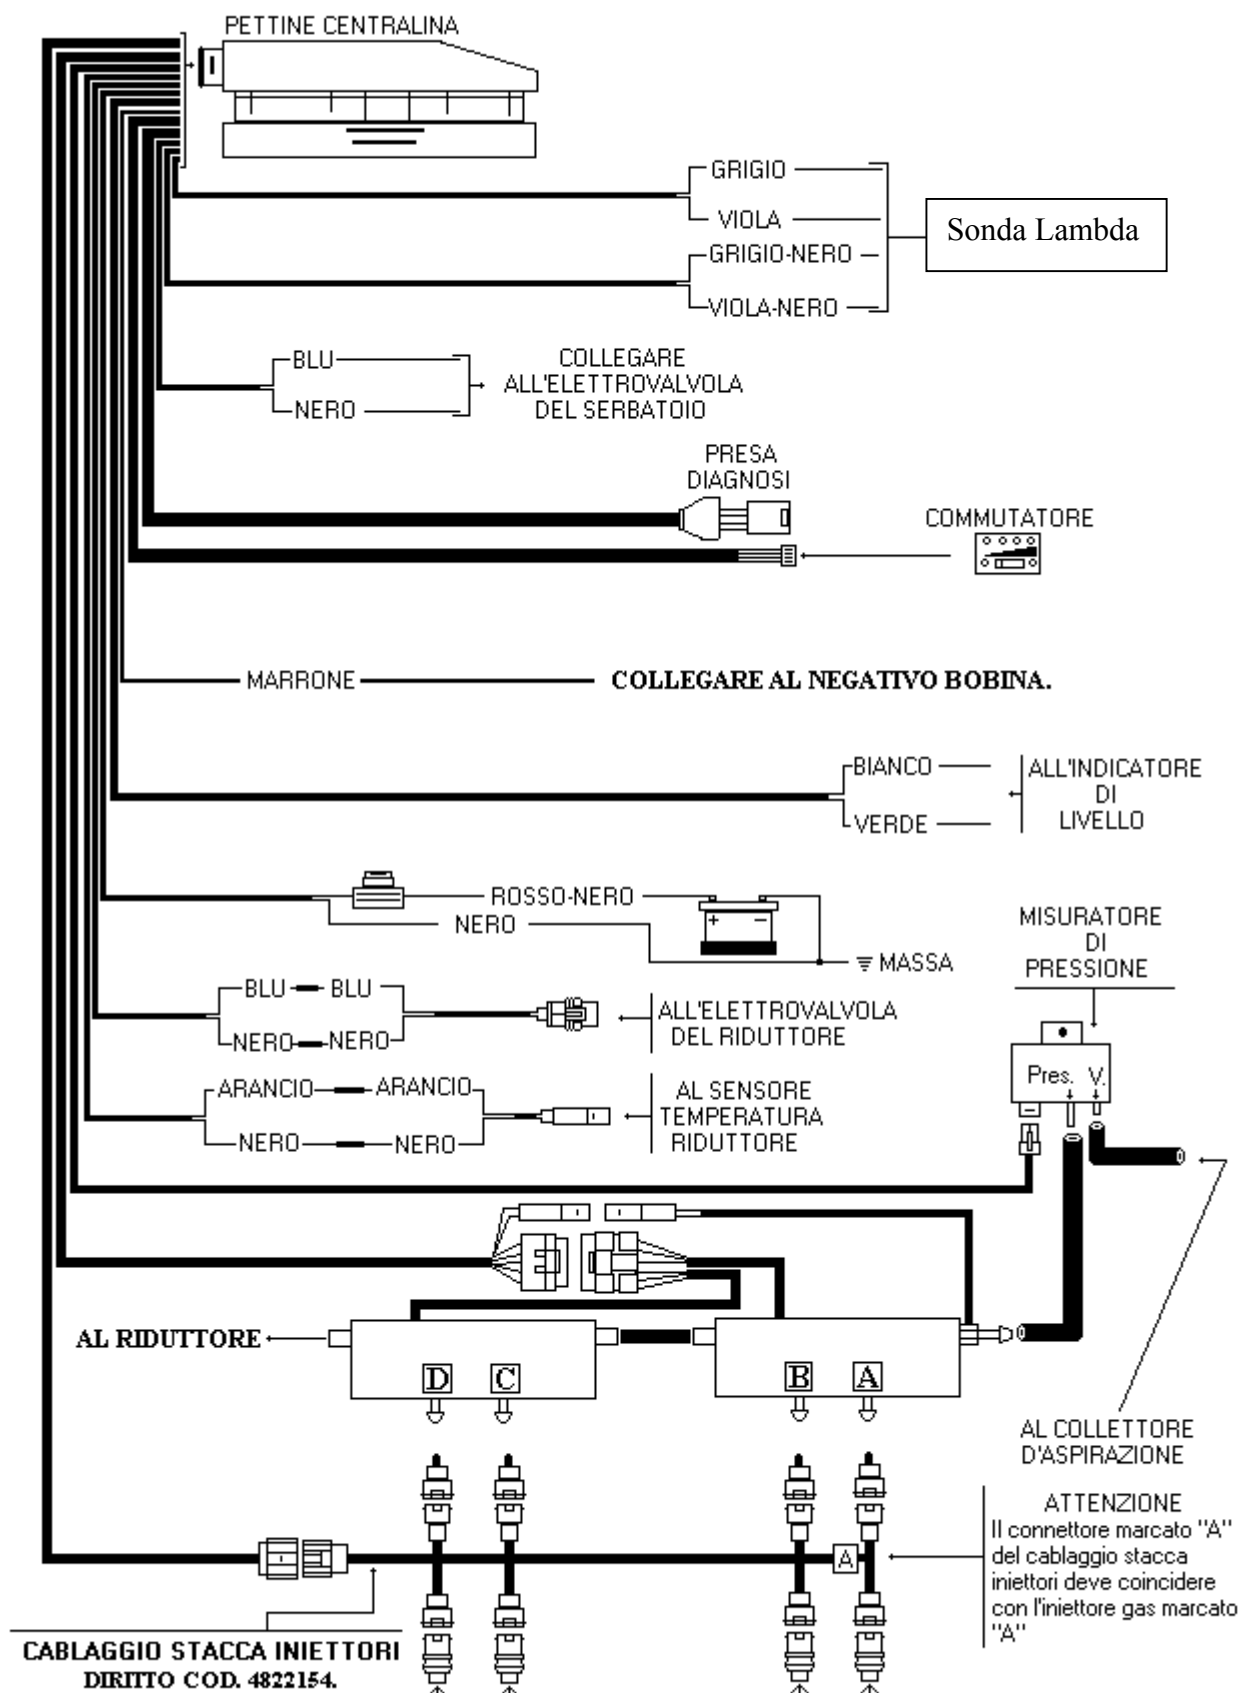 PETTINE CENTRALINA
GRIGIO
VIOLA
GRIGIO-NERO
VIOLA-NERO
Sonda Lambda
BLU
NERO
COLLEGARE
ALL'ELETTROVALVOLA
DEL SERBATOIO
PRESA
DIAGNOSI
COMMUTATORE
MARRONE
COLLEGARE AL NEGATIVO BOBINA.
BIANCO
VERDE
ALL'INDICATORE
DI
LIVELLO
ROSSO-NERO
NERO
+ −
MASSA
MISURATORE
DI
PRESSIONE
BLU BLU
NERO NERO
ALL'ELETTROVALVOLA
DEL RIDUTTORE
Pres. V.
ARANCIO ARANCIO
NERO NERO
AL SENSORE
TEMPERATURA
RIDUTTORE
AL RIDUTTORE
D C B A
AL COLLETTORE
D'ASPIRAZIONE
A
ATTENZIONE
Il connettore marcato "A"
del cablaggio stacca
iniettori deve coincidere
con l'iniettore gas marcato
"A"
CABLAGGIO STACCA INIETTORI
DIRITTO COD. 4822154.